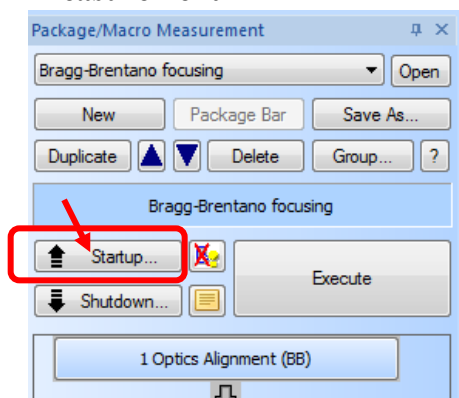 Package/Macro Measurement
Bragg-Brentano focusing Open
New Package Bar Save As...
Duplicate Delete Group... ?
Bragg-Brentano focusing
Startup...
Execute
Shutdown...
1 Optics Alignment (BB)